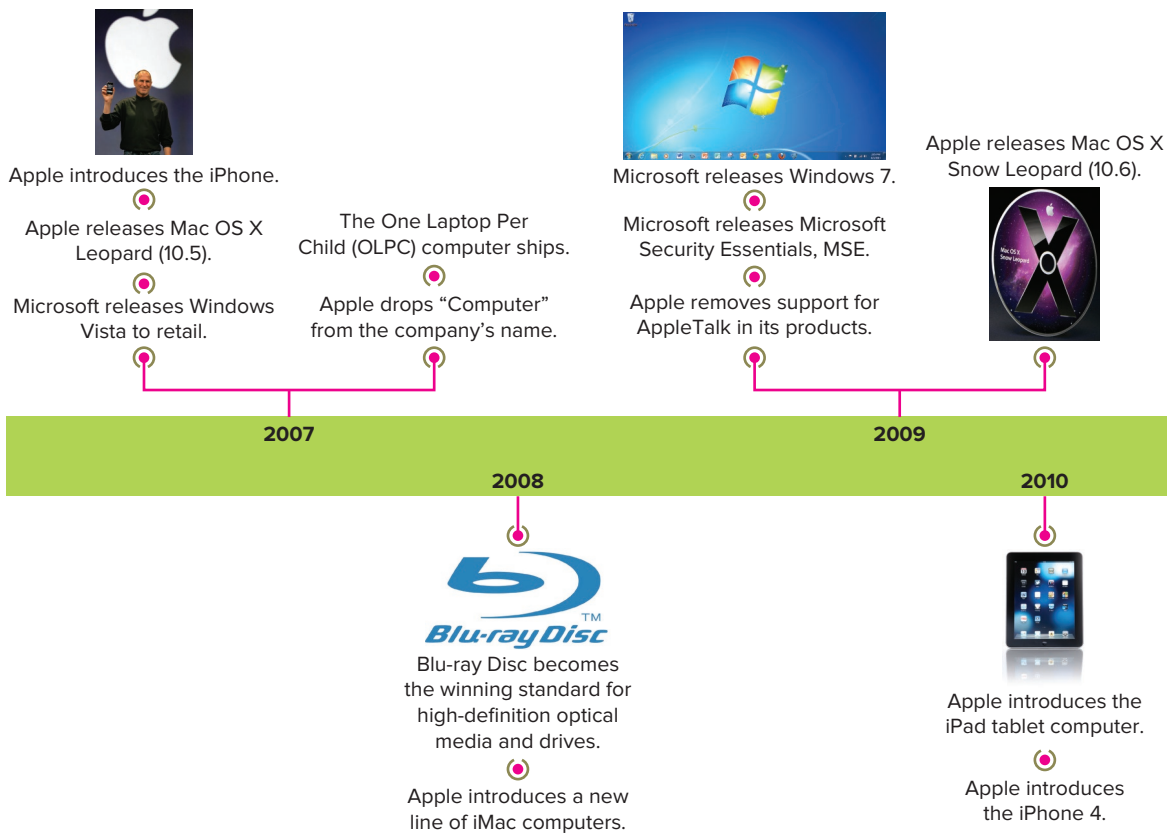 Apple introduces the iPhone.
Apple releases Mac OS X
Leopard (10.5).
Microsoft releases Windows
Vista to retail.
The One Laptop Per
Child (OLPC) computer ships.
Apple drops “Computer”
from the company’s name.
2007
Microsoft releases Windows 7.
Microsoft releases Microsoft
Security Essentials, MSE.
Apple removes support for
AppleTalk in its products.
Apple releases Mac OS X
Snow Leopard (10.6).
Mac OS X
Snow Leopard
X
2009
2008
Blu-ray Disc
TM
Blu-ray Disc becomes
the winning standard for
high-definition optical
media and drives.
Apple introduces a new
line of iMac computers.
2010
Apple introduces the
iPad tablet computer.
Apple introduces
the iPhone 4.